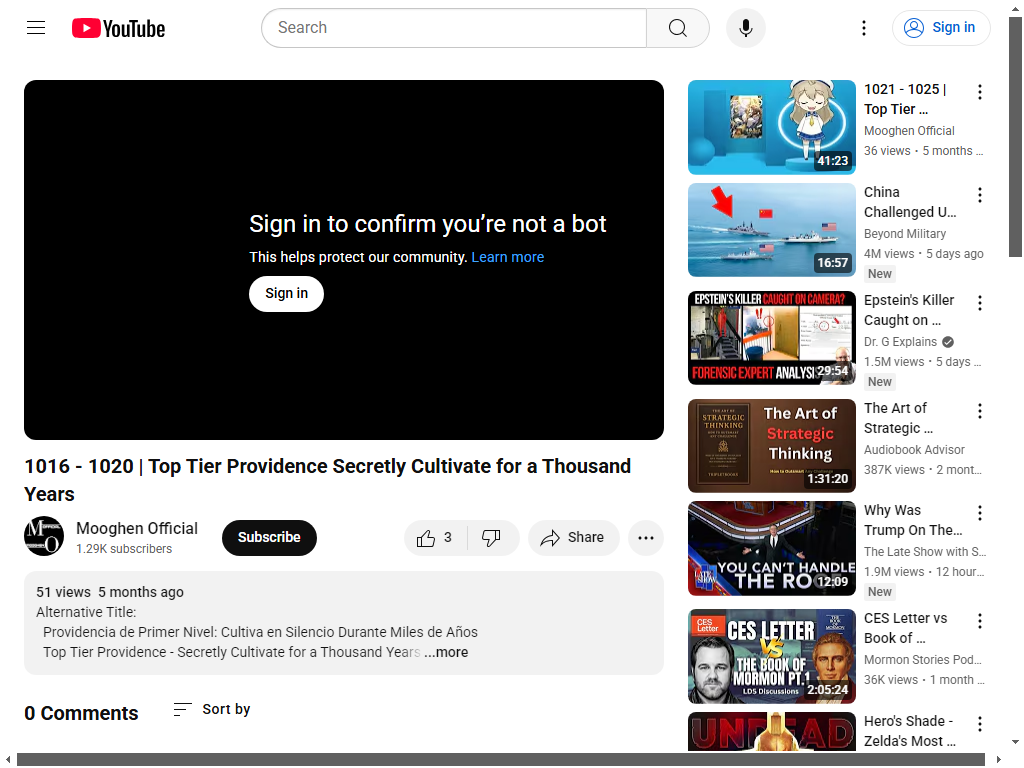 YouTube
Search
Sign in
Sign in to confirm you’re not a bot
This helps protect our community. Learn more
Sign in
1016 - 1020 | Top Tier Providence Secretly Cultivate for a Thousand
Years
Mooghen Official
1.29K subscribers
Subscribe
3
Share
51 views 5 months ago
Alternative Title:
Providencia de Primer Nivel: Cultiva en Silencio Durante Miles de Años
Top Tier Providence - Secretly Cultivate for a Thousand Years ...more
0 Comments
Sort by
41:23
1021 - 1025 |
Top Tier ...
Mooghen Official
36 views • 5 months ...
16:57
China
Challenged U...
Beyond Military
4M views • 5 days ago
New
EPSTEIN'S KILLER CAUGHT ON CAMERA?
FORENSIC EXPERT ANALYSI
29:54
Epstein's Killer
Caught on ...
Dr. G Explains
1.5M views • 5 days ...
New
THE ART OF
STRATEGIC
THINKING
The Art of
Strategic
Thinking
1:31:20
The Art of
Strategic ...
Audiobook Advisor
387K views • 2 mont...
LATE SHOW
YOU CAN'T HANDLE
THE RO
12:09
Why Was
Trump On The...
The Late Show with S...
1.9M views • 12 hour...
New
CES
Letter
CES LETTER
VS
THE BOOK OF
MORMON PT.1
LDS Discussions
2:05:24
CES Letter vs
Book of ...
Mormon Stories Pod...
36K views • 1 month ...
UNDEAD
Hero's Shade -
Zelda's Most ...